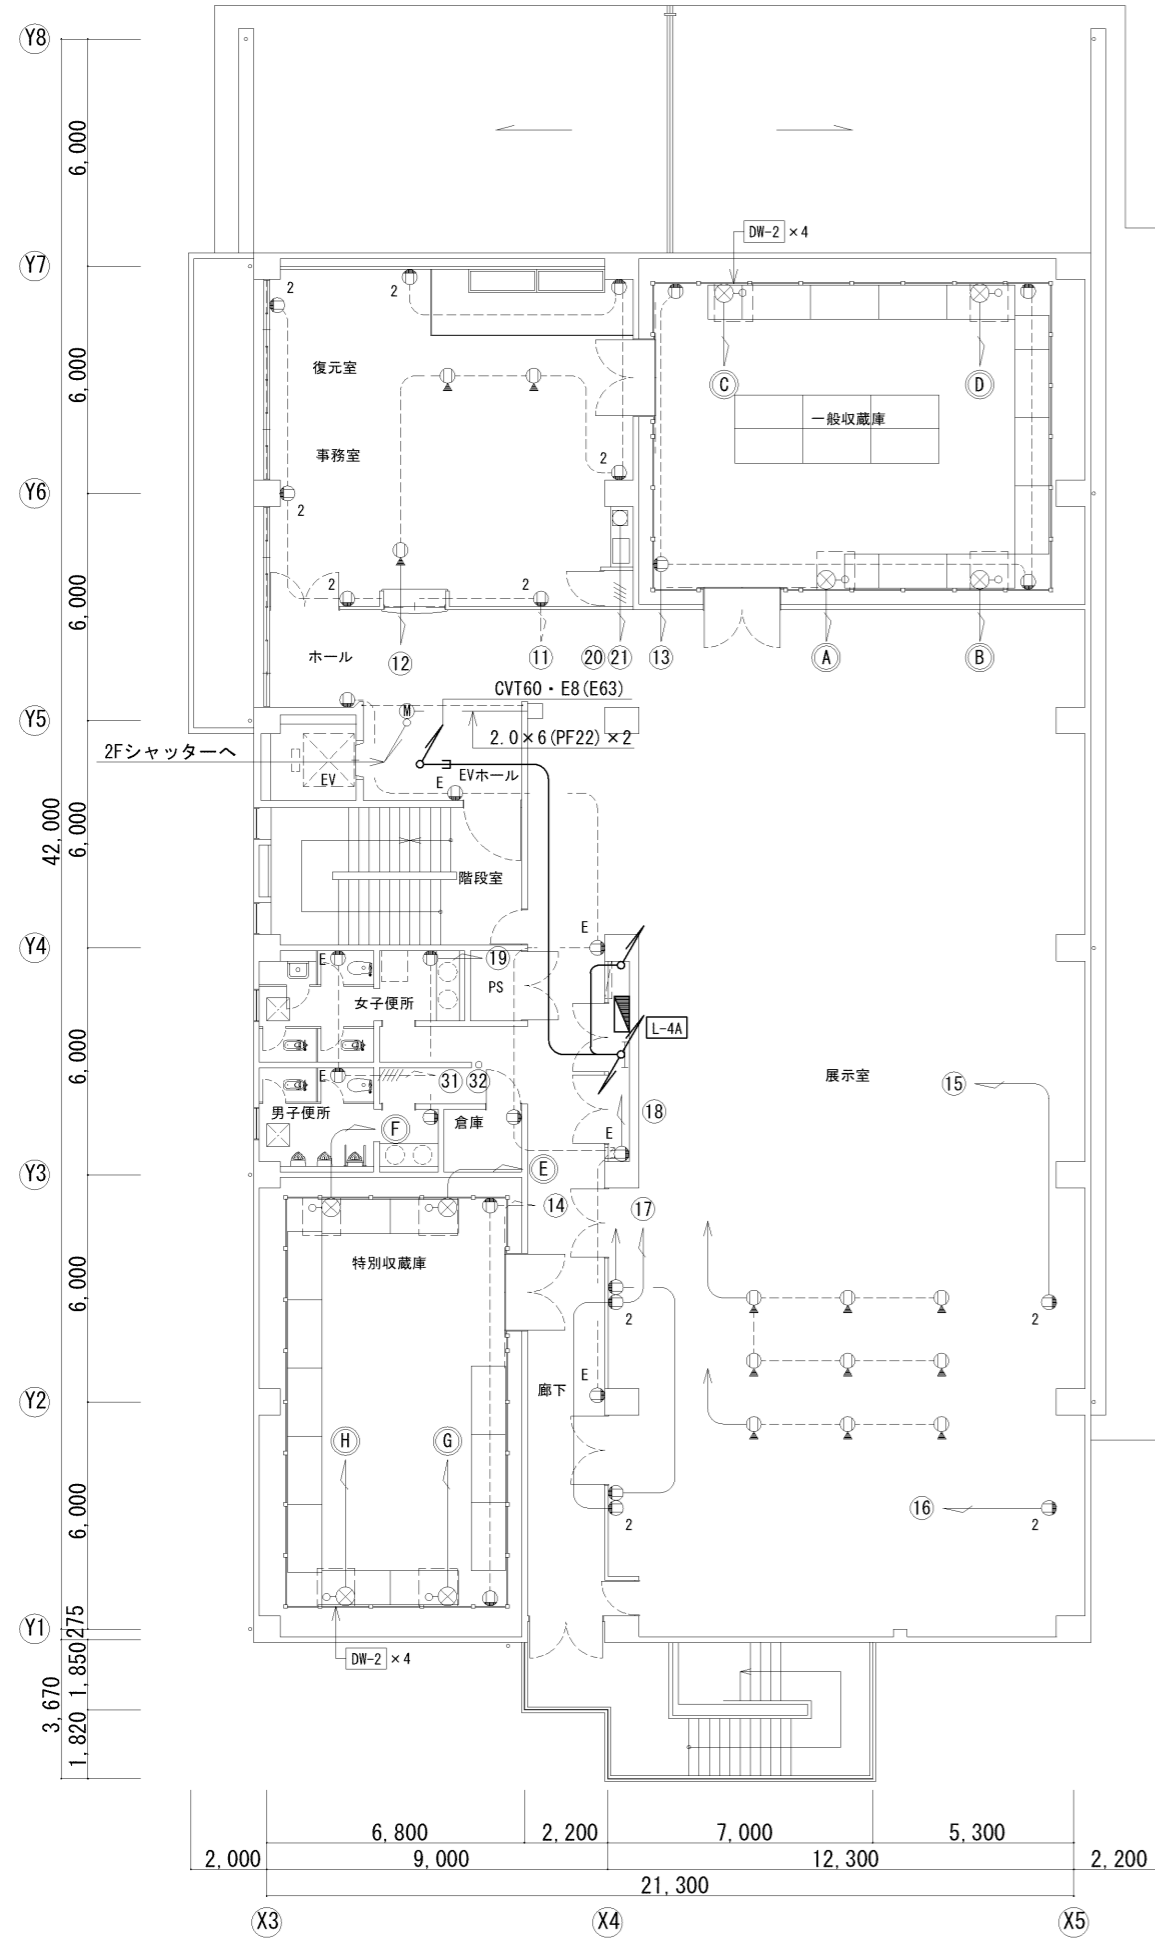 Y8
6,000
DW-2 ×4
Y7
2
2
復元室
6,000
C
D
一般収蔵庫
事務室
2
Y6
2
6,000
2
2
ホール
12
11
20
21
13
A
B
CVT60・E8(E63)
M
Y5
2.0×6(PF22)×2
2Fシャッターへ
EV
E
EVホール
42,000
6,000
階段室
E
Y4
E
19
PS
女子便所
L-4A
6,000
E
31
32
展示室
15
男子便所
F
倉庫
18
E
Y3
E
14
17
特別収蔵庫
6,000
2
2
E
廊下
Y2
H
G
6,000
16
2
2
Y1
275
DW-2 ×4
1,850
3,670
1,820
6,800
2,200
7,000
5,300
2,000
9,000
12,300
2,200
21,300
X3
X4
X5